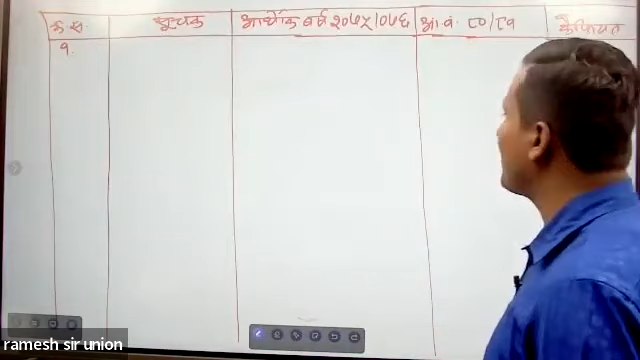 क्र.स. सूचक आर्थिक वर्ष २०७५/०७६ आ.व. ८०/८१ कैफियत
१.
ramesh sir union